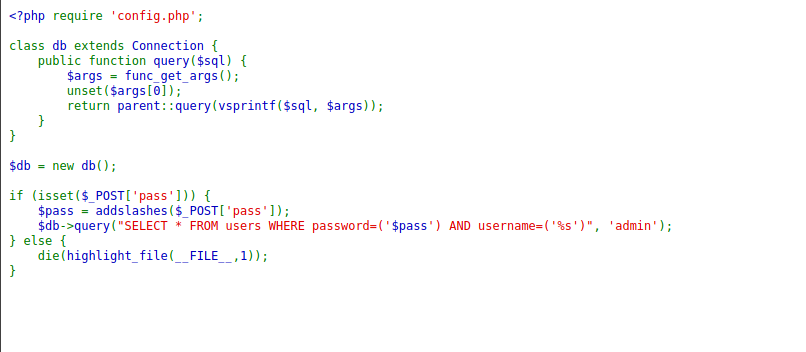 <?php require 'config.php';
class db extends Connection {
public function query($sql) {
$args = func_get_args();
unset($args[0]);
return parent::query(vsprintf($sql, $args));
}
}
$db = new db();
if (isset($_POST['pass'])) {
$pass = addslashes($_POST['pass']);
$db->query("SELECT * FROM users WHERE password=('$pass') AND username=('%s')", 'admin');
} else {
die(highlight_file(__FILE__,1));
}